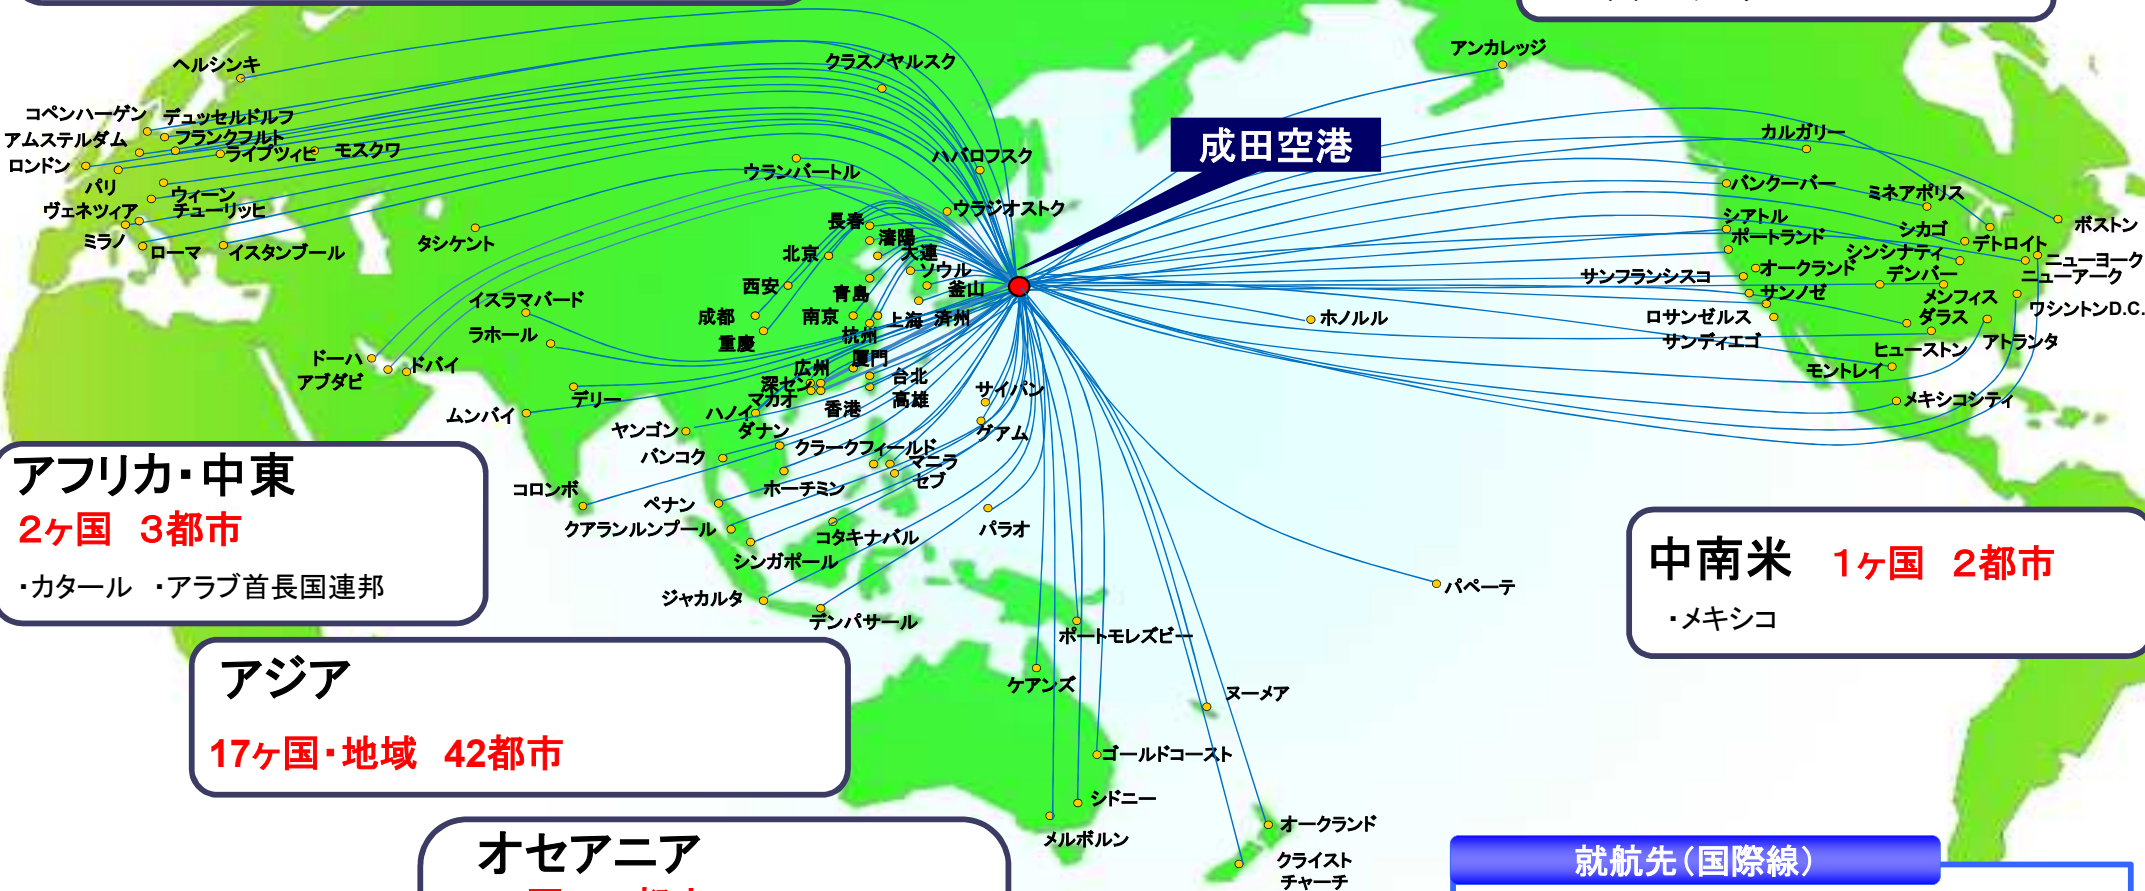 アンカレッジ
クラスノヤルスク
ヘルシンキ
コペンハーゲン
デュッセルドルフ
アムステルダム
フランクフルト
ライプツィヒ
モスクワ
ロンドン
パリ
ウィーン
チューリッヒ
ヴェネツィア
ミラノ
ローマ
イスタンブール
タシケント
ウランバートル
ハバロフスク
ウラジオストク
成田空港
カルガリー
バンクーバー
ミネアポリス
シアトル
ポートランド
シカゴ
デトロイト
ボストン
シンシナティ
ニューヨーク
ニューアーク
オークランド
デンバー
サンフランシスコ
サンノゼ
メンフィス
ワシントンD.C.
ロサンゼルス
ダラス
サンディエゴ
アトランタ
ヒューストン
モントレイ
メキシコシティ
ホノルル
長春
瀋陽
大連
北京
ソウル
西安
青島
釜山
成都
南京
上海
済州
重慶
杭州
厦門
広州
深セン
台北
マカオ
香港
高雄
イスラマバード
ラホール
ドーハ
アブダビ
ドバイ
デリー
ムンバイ
ハノイ
ヤンゴン
ダナン
バンコク
クラークフィールド
マニラ
セブ
サイパン
グアム
コロンボ
ペナン
ホーチミン
クアランルンプール
コタキナバル
シンガポール
パラオ
ジャカルタ
デンパサール
パペーテ
ポートモレズビー
ケアンズ
ヌーメア
ゴールドコースト
シドニー
メルボルン
オークランド
クライスト
チャーチ
アフリカ・中東
2ヶ国 3都市
・カタール ・アラブ首長国連邦
中南米 1ヶ国 2都市
・メキシコ
アジア
17ヶ国・地域 42都市
オセアニア
就航先(国際線)